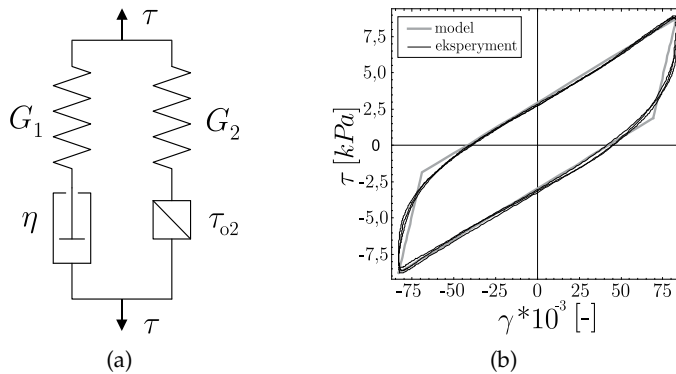 τ
G₁
G₂
η
τₒ₂
τ
(a)
model
eksperyment
τ [kPa]
7,5
5,0
2,5
0
-2,5
-5,0
-7,5
-75 -50 -25 0 25 50 75
γ*10⁻³ [-]
(b)